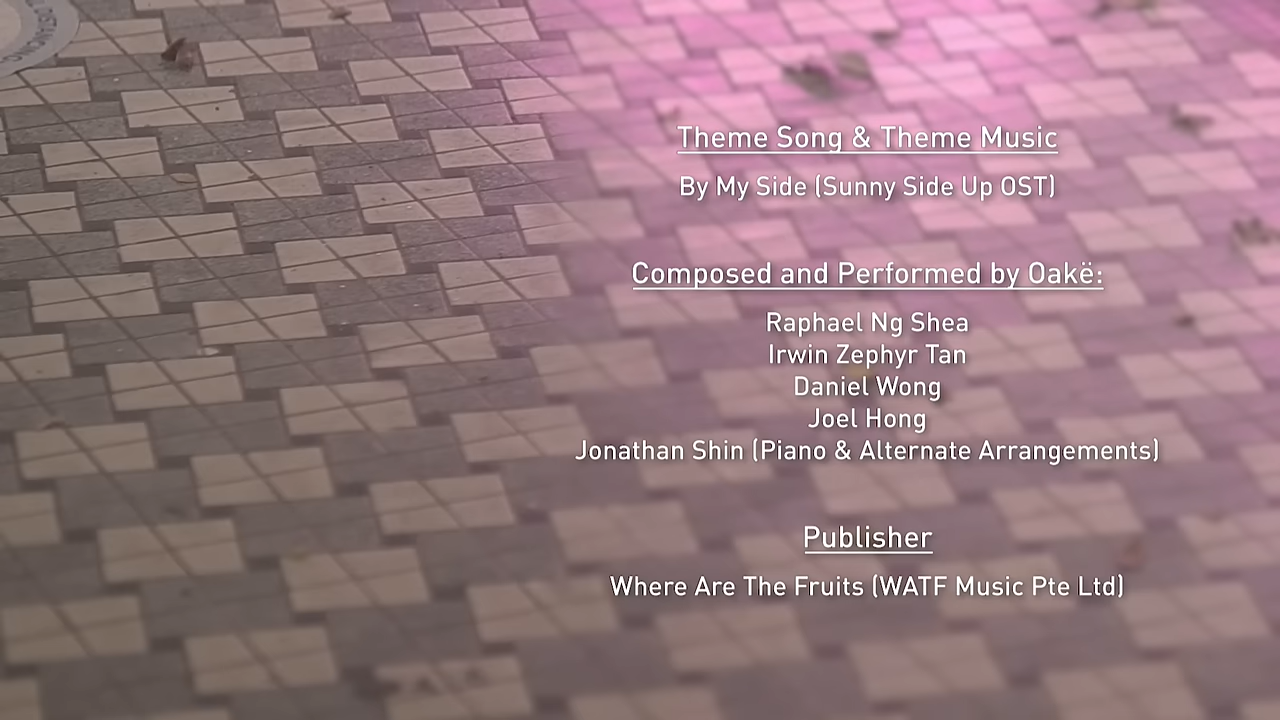 Theme Song & Theme Music
By My Side (Sunny Side Up OST)
Composed and Performed by Oakë:
Raphael Ng Shea
Irwin Zephyr Tan
Daniel Wong
Joel Hong
Jonathan Shin (Piano & Alternate Arrangements)
Publisher
Where Are The Fruits (WATF Music Pte Ltd)